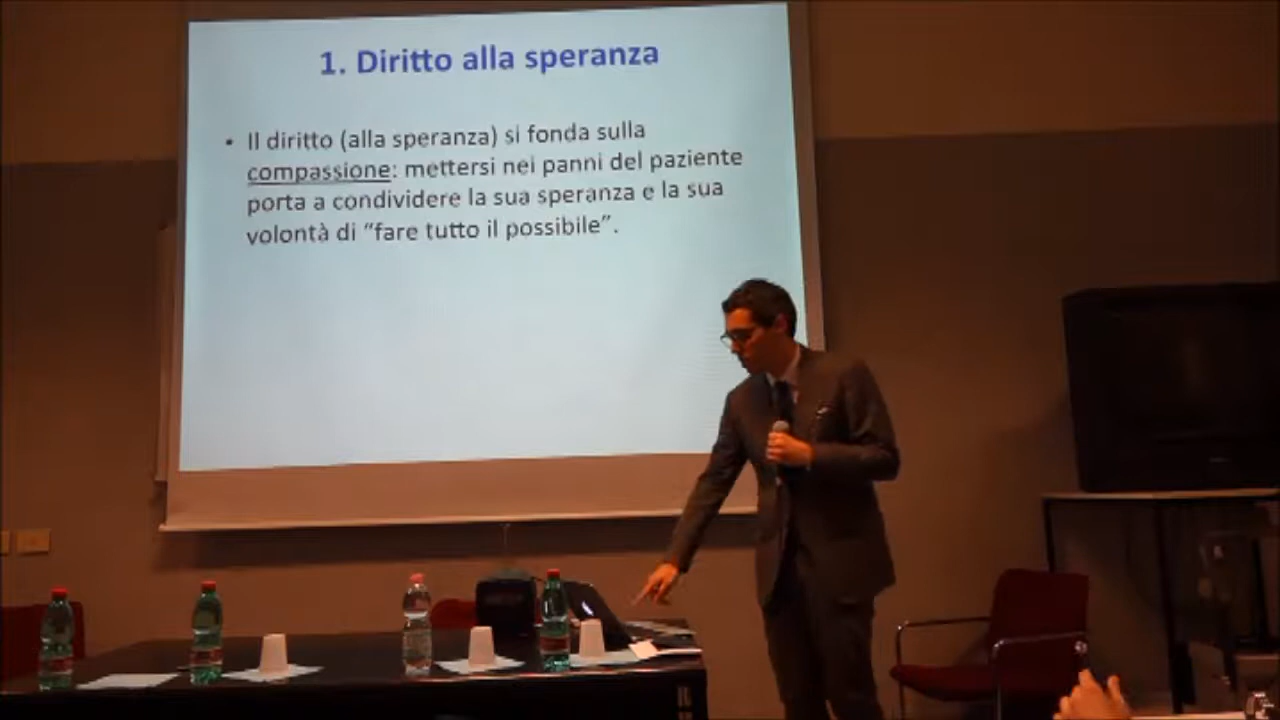 1. Diritto alla speranza
• Il diritto (alla speranza) si fonda sulla
compassione: mettersi nei panni del paziente
porta a condividere la sua speranza e la sua
volontà di “fare tutto il possibile”.